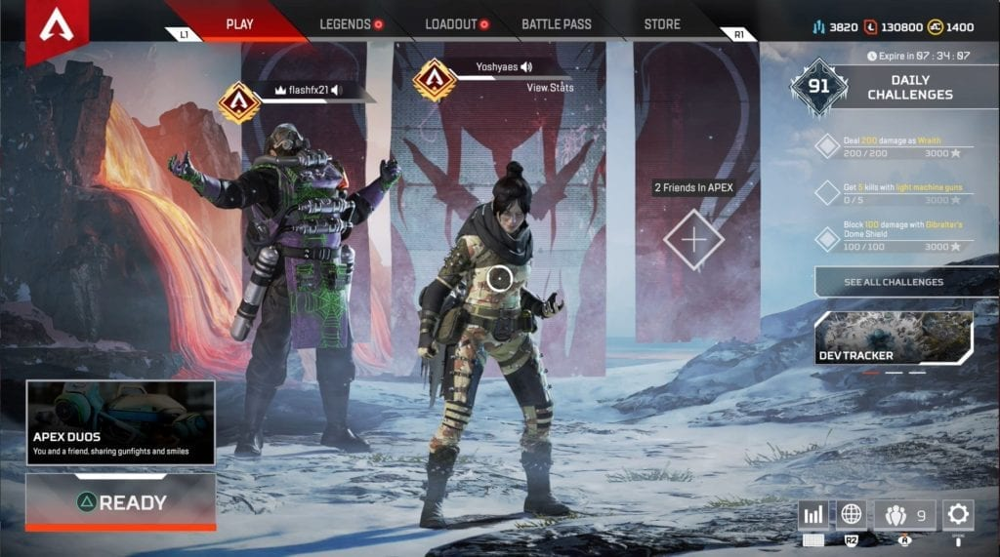 L1
PLAY
LEGENDS
LOADOUT
BATTLE PASS
STORE
R1
3820
130800
1400
Expire in 07 : 34 : 07
91
DAILY
CHALLENGES
Deal 200 damage as Wraith
200 / 200
3000
Get 5 kills with light machine guns
0 / 5
3000
Block 100 damage with Gibraltar's
Dome Shield
100 / 100
3000
SEE ALL CHALLENGES
DEV TRACKER
flashfx21
Yoshyaes
View Stats
2 Friends In APEX
APEX DUOS
You and a friend, sharing gunfights and smiles
READY
9
R2
R